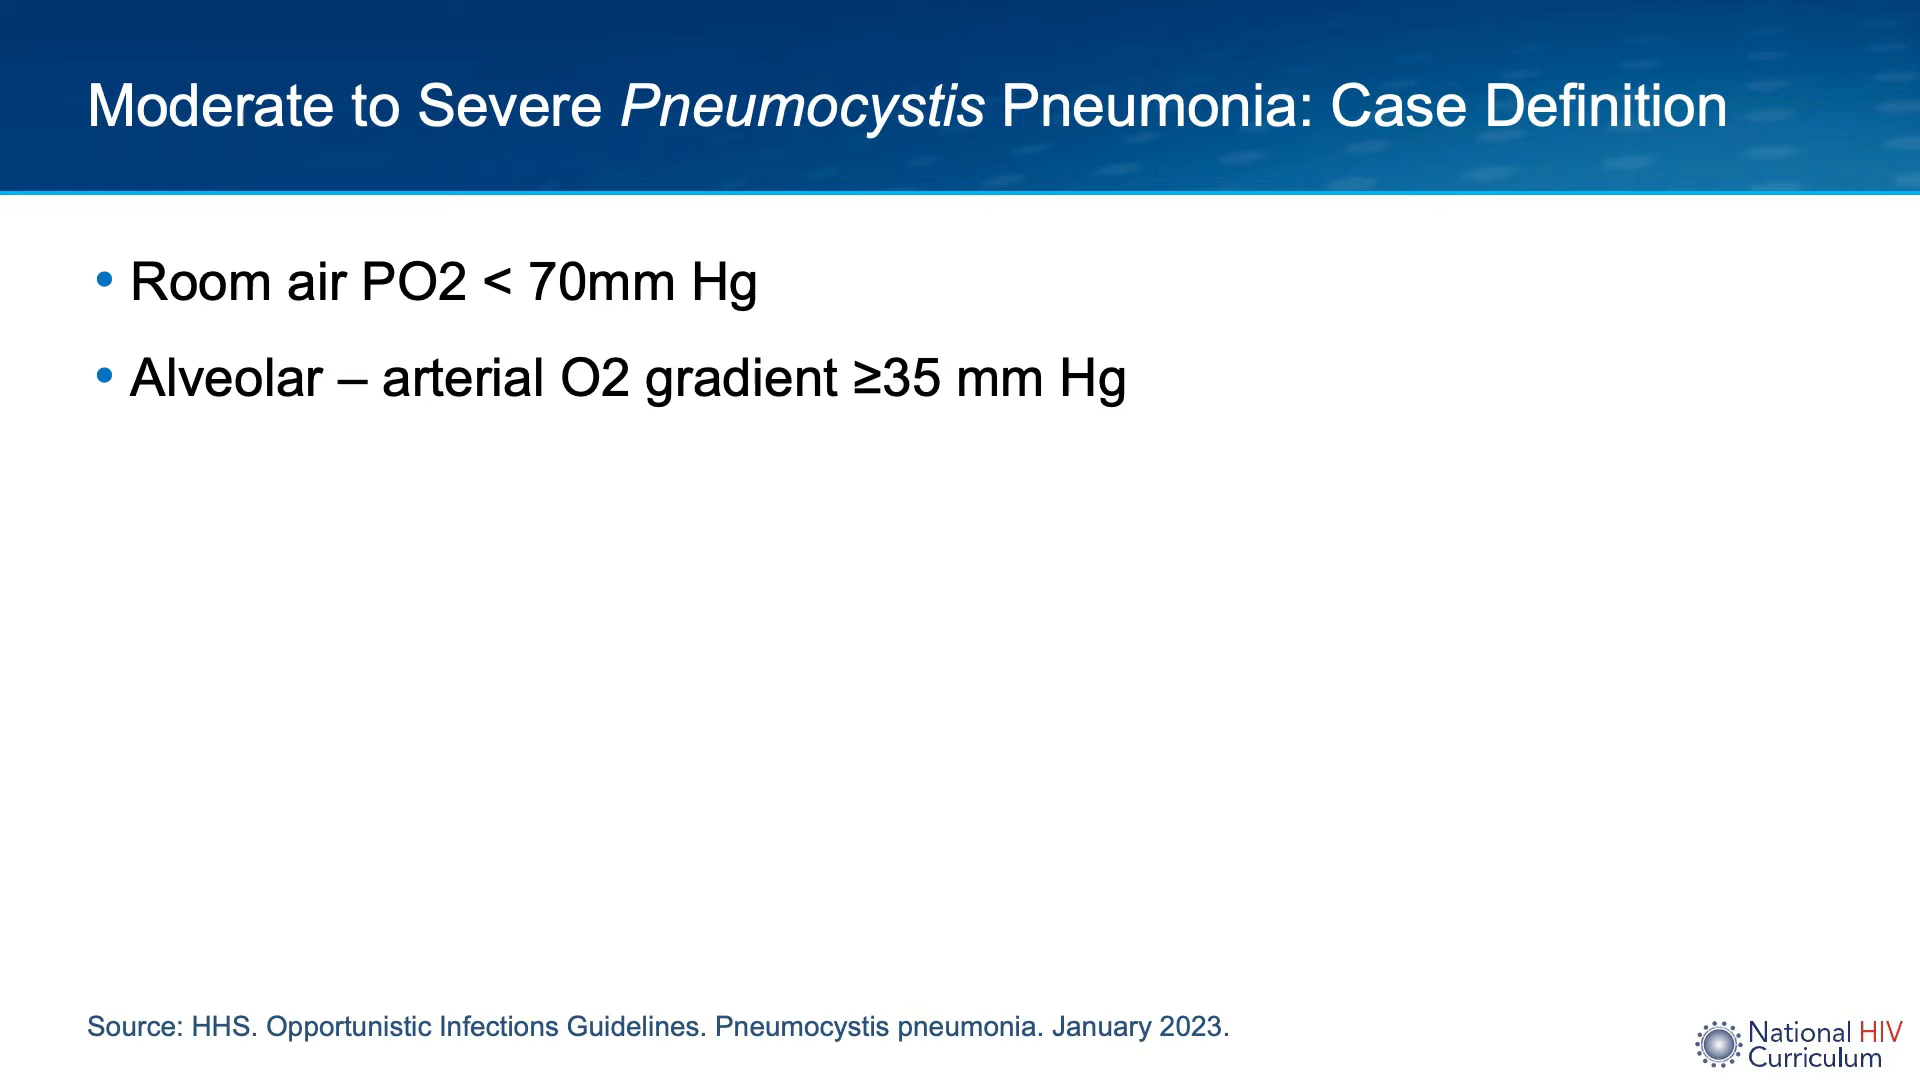 Moderate to Severe Pneumocystis Pneumonia: Case Definition
• Room air PO2 < 70mm Hg
• Alveolar – arterial O2 gradient ≥35 mm Hg
Source: HHS. Opportunistic Infections Guidelines. Pneumocystis pneumonia. January 2023.
National HIV
Curriculum